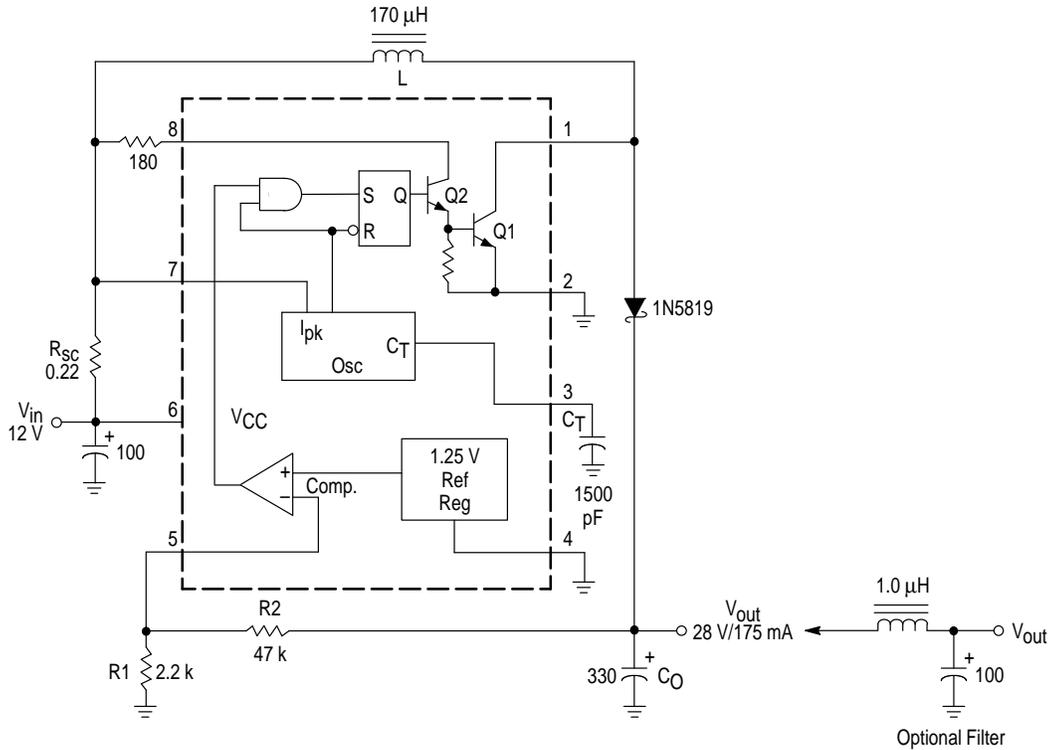 170 μH
L
8
1
180
S Q
Q2
R
Q1
7
2
Ipk
CT
Osc
1N5819
RSC
0.22
3
CT
Vin
12 V
6
VCC
+
100
1.25 V
Ref
Reg
+
−
Comp.
1500
pF
5
4
1.0 μH
R2
47 k
Vout
28 V/175 mA
Vout
R1
2.2 k
330
+
CO
+
100
Optional Filter